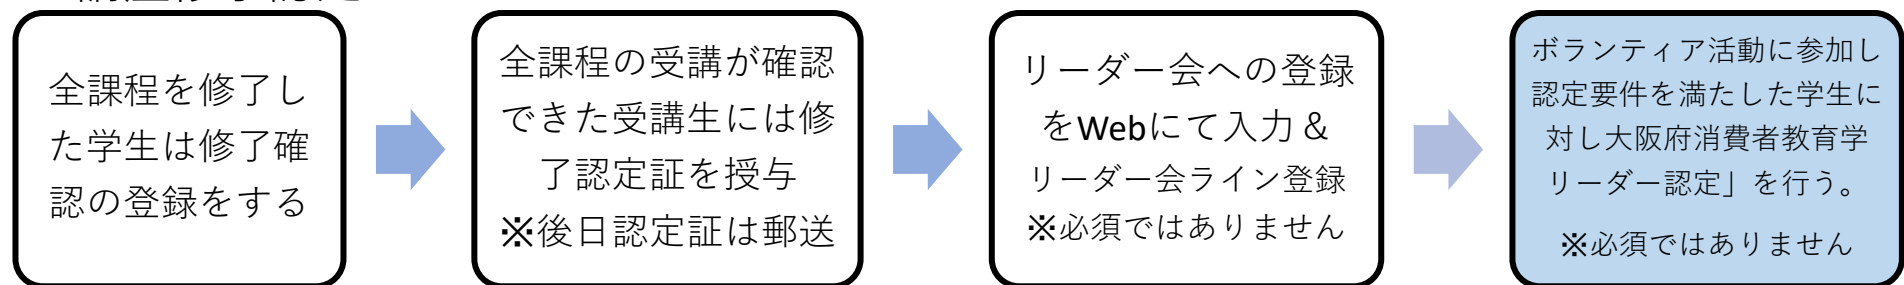 全課程を修了し
た学生は修了確
認の登録をする
全課程の受講が確認
できた受講生には修
了認定証を授与
※後日認定証は郵送
リーダー会への登録
をWebにて入力＆
リーダー会ライン登録
※必須ではありません
ボランティア活動に参加し
認定要件を満たした学生に
対し大阪府消費者教育学
リーダー認定」を行う。
※必須ではありません